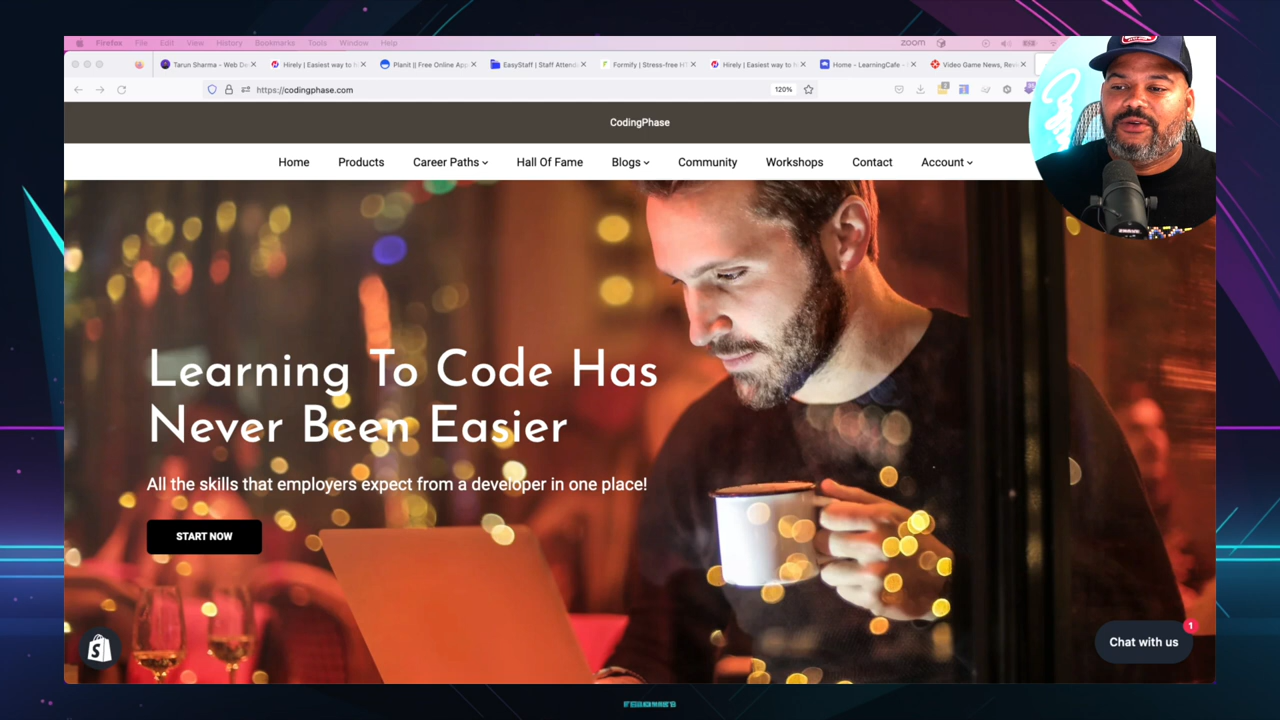 Firefox File Edit View History Bookmarks Tools Window Help zoom
Tarun Sharma - Web De Hirely | Easiest way to h Planit || Free Online App EasyStaff | Staff Attend Formify | Stress-free HT Hirely | Easiest way to h Home - LearningCafe - Video Game News, Rev
https://codingphase.com 120%
CodingPhase
Home Products Career Paths Hall Of Fame Blogs Community Workshops Contact Account
Learning To Code Has
Never Been Easier
All the skills that employers expect from a developer in one place!
START NOW
1
Chat with us